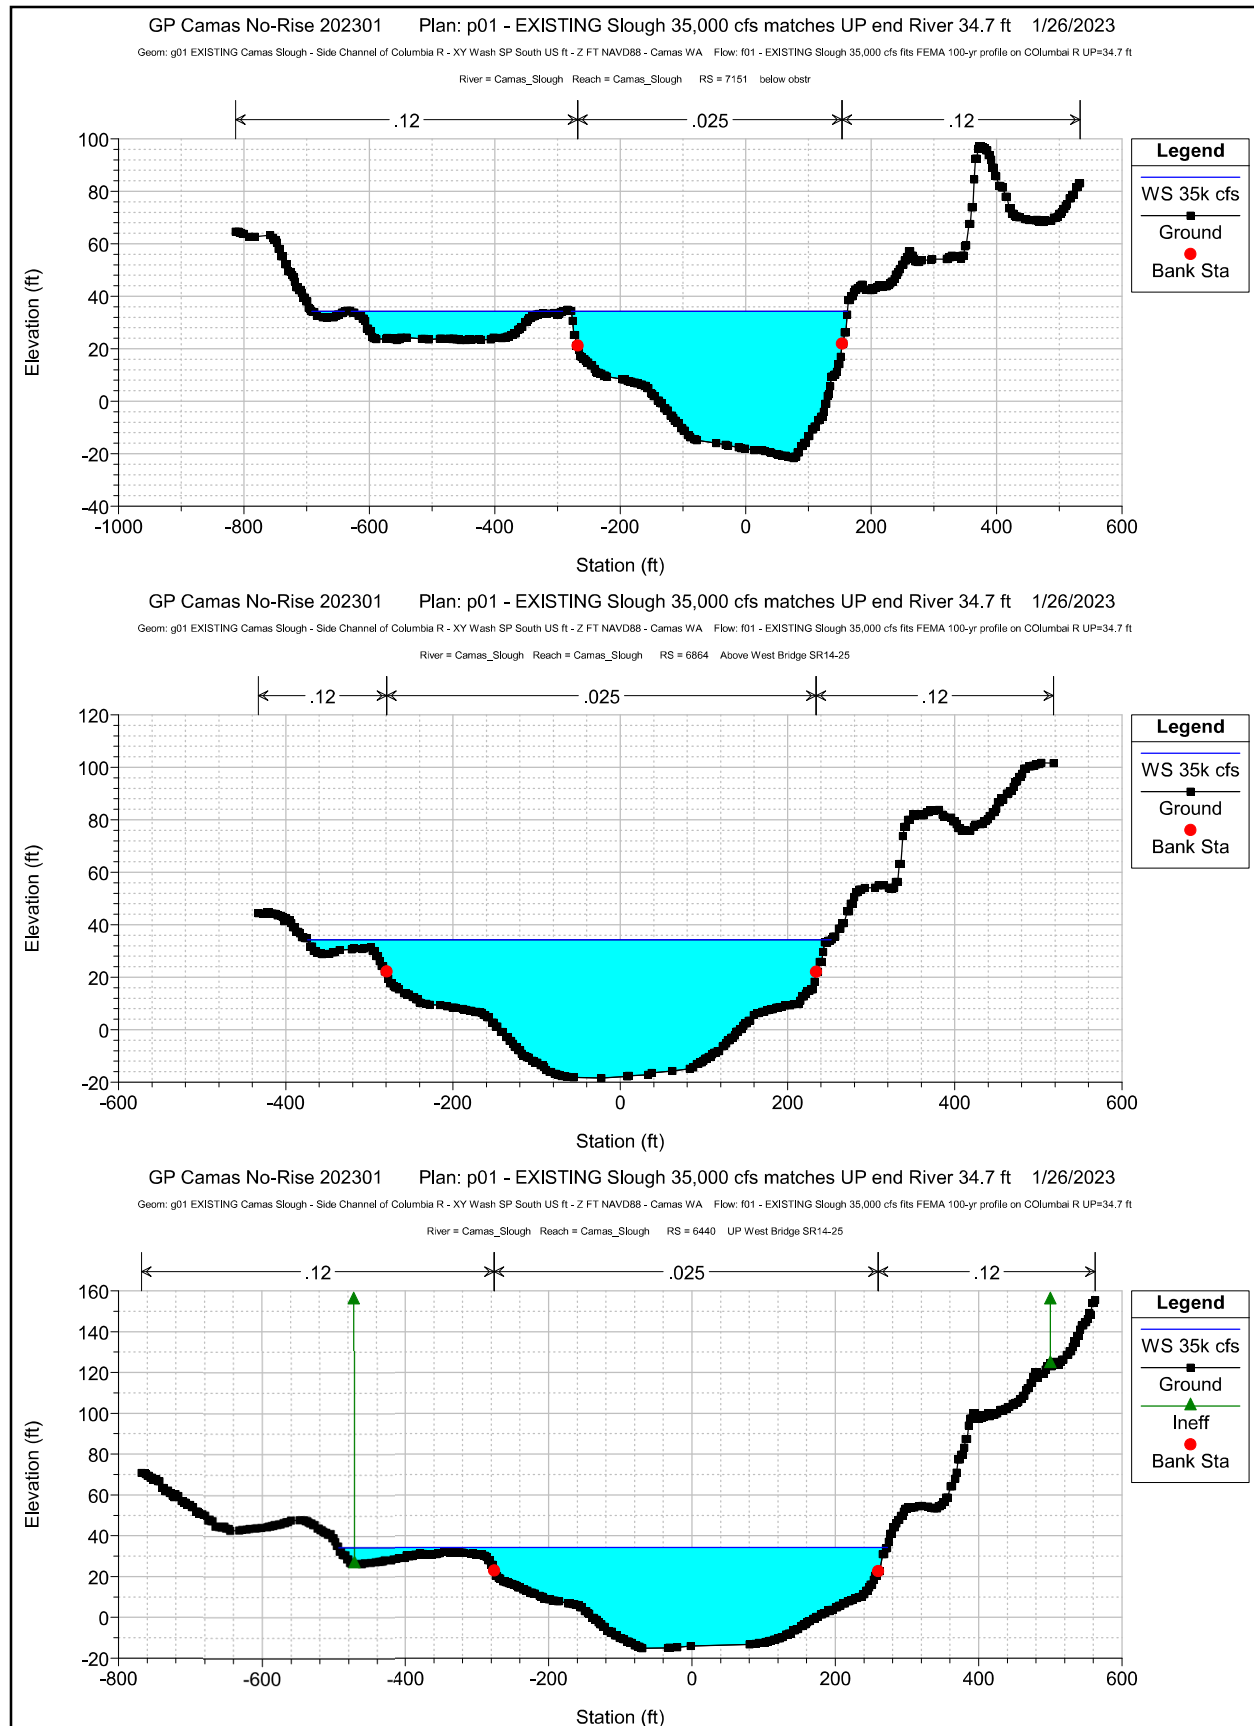 GP Camas No-Rise 202301 Plan: p01 - EXISTING Slough 35,000 cfs matches UP end River 34.7 ft 1/26/2023
Geom: g01 EXISTING Camas Slough - Side Channel of Columbia R - XY Wash SP South US ft - Z FT NAVD88 - Camas WA Flow: f01 - EXISTING Slough 35,000 cfs fits FEMA 100-yr profile on COlumbai R UP=34.7 ft
River = Camas_Slough Reach = Camas_Slough RS = 7151 below obstr
.12 .025 .12
100
80
60
40
20
0
-20
-40
Elevation (ft)
-1000 -800 -600 -400 -200 0 200 400 600
Station (ft)
Legend
WS 35k cfs
Ground
Bank Sta
GP Camas No-Rise 202301 Plan: p01 - EXISTING Slough 35,000 cfs matches UP end River 34.7 ft 1/26/2023
Geom: g01 EXISTING Camas Slough - Side Channel of Columbia R - XY Wash SP South US ft - Z FT NAVD88 - Camas WA Flow: f01 - EXISTING Slough 35,000 cfs fits FEMA 100-yr profile on COlumbai R UP=34.7 ft
River = Camas_Slough Reach = Camas_Slough RS = 6864 Above West Bridge SR14-25
.12 .025 .12
120
100
80
60
40
20
0
-20
Elevation (ft)
-600 -400 -200 0 200 400 600
Station (ft)
Legend
WS 35k cfs
Ground
Bank Sta
GP Camas No-Rise 202301 Plan: p01 - EXISTING Slough 35,000 cfs matches UP end River 34.7 ft 1/26/2023
Geom: g01 EXISTING Camas Slough - Side Channel of Columbia R - XY Wash SP South US ft - Z FT NAVD88 - Camas WA Flow: f01 - EXISTING Slough 35,000 cfs fits FEMA 100-yr profile on COlumbai R UP=34.7 ft
River = Camas_Slough Reach = Camas_Slough RS = 6440 UP West Bridge SR14-25
.12 .025 .12
160
140
120
100
80
60
40
20
0
-20
Elevation (ft)
-800 -600 -400 -200 0 200 400 600
Station (ft)
Legend
WS 35k cfs
Ground
Ineff
Bank Sta